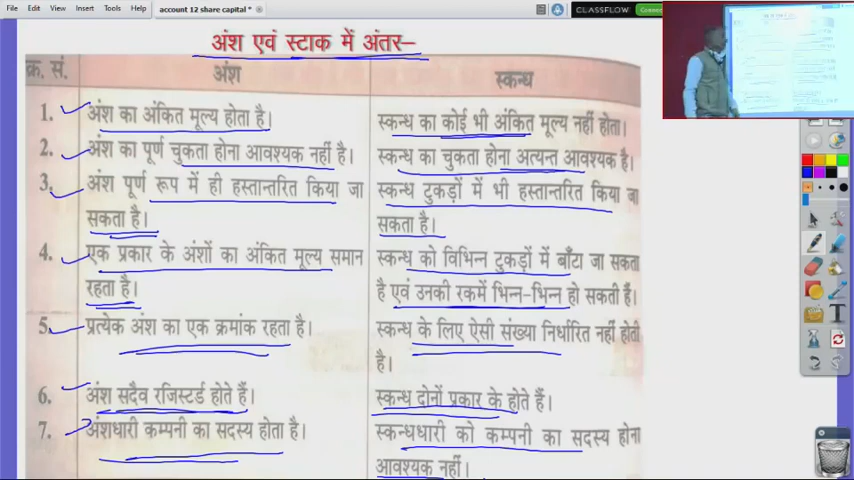 File Edit View Insert Tools Help
account 12 share capital *
CLASSFLOW
अंश एवं स्टाक में अंतर–
क्र. सं. अंश स्कन्ध
1. अंश का अंकित मूल्य होता है। स्कन्ध का कोई भी अंकित मूल्य नहीं होता।
2. अंश का पूर्ण चुकता होना आवश्यक नहीं है। स्कन्ध का चुकता होना अत्यन्त आवश्यक है।
3. अंश पूर्ण रूप में ही हस्तान्तरित किया जा स्कन्ध टुकड़ों में भी हस्तान्तरित किया जा
सकता है। सकता है।
4. एक प्रकार के अंशों का अंकित मूल्य समान स्कन्ध को विभिन्न टुकड़ों में बाँटा जा सकता
रहता है। है एवं उनकी रकमें भिन्न-भिन्न हो सकती हैं।
5. प्रत्येक अंश का एक क्रमांक रहता है। स्कन्ध के लिए ऐसी संख्या निर्धारित नहीं होती
है।
6. अंश सदैव रजिस्टर्ड होते हैं। स्कन्ध दोनों प्रकार के होते हैं।
7. अंशधारी कम्पनी का सदस्य होता है। स्कन्धधारी को कम्पनी का सदस्य होना
आवश्यक नहीं।